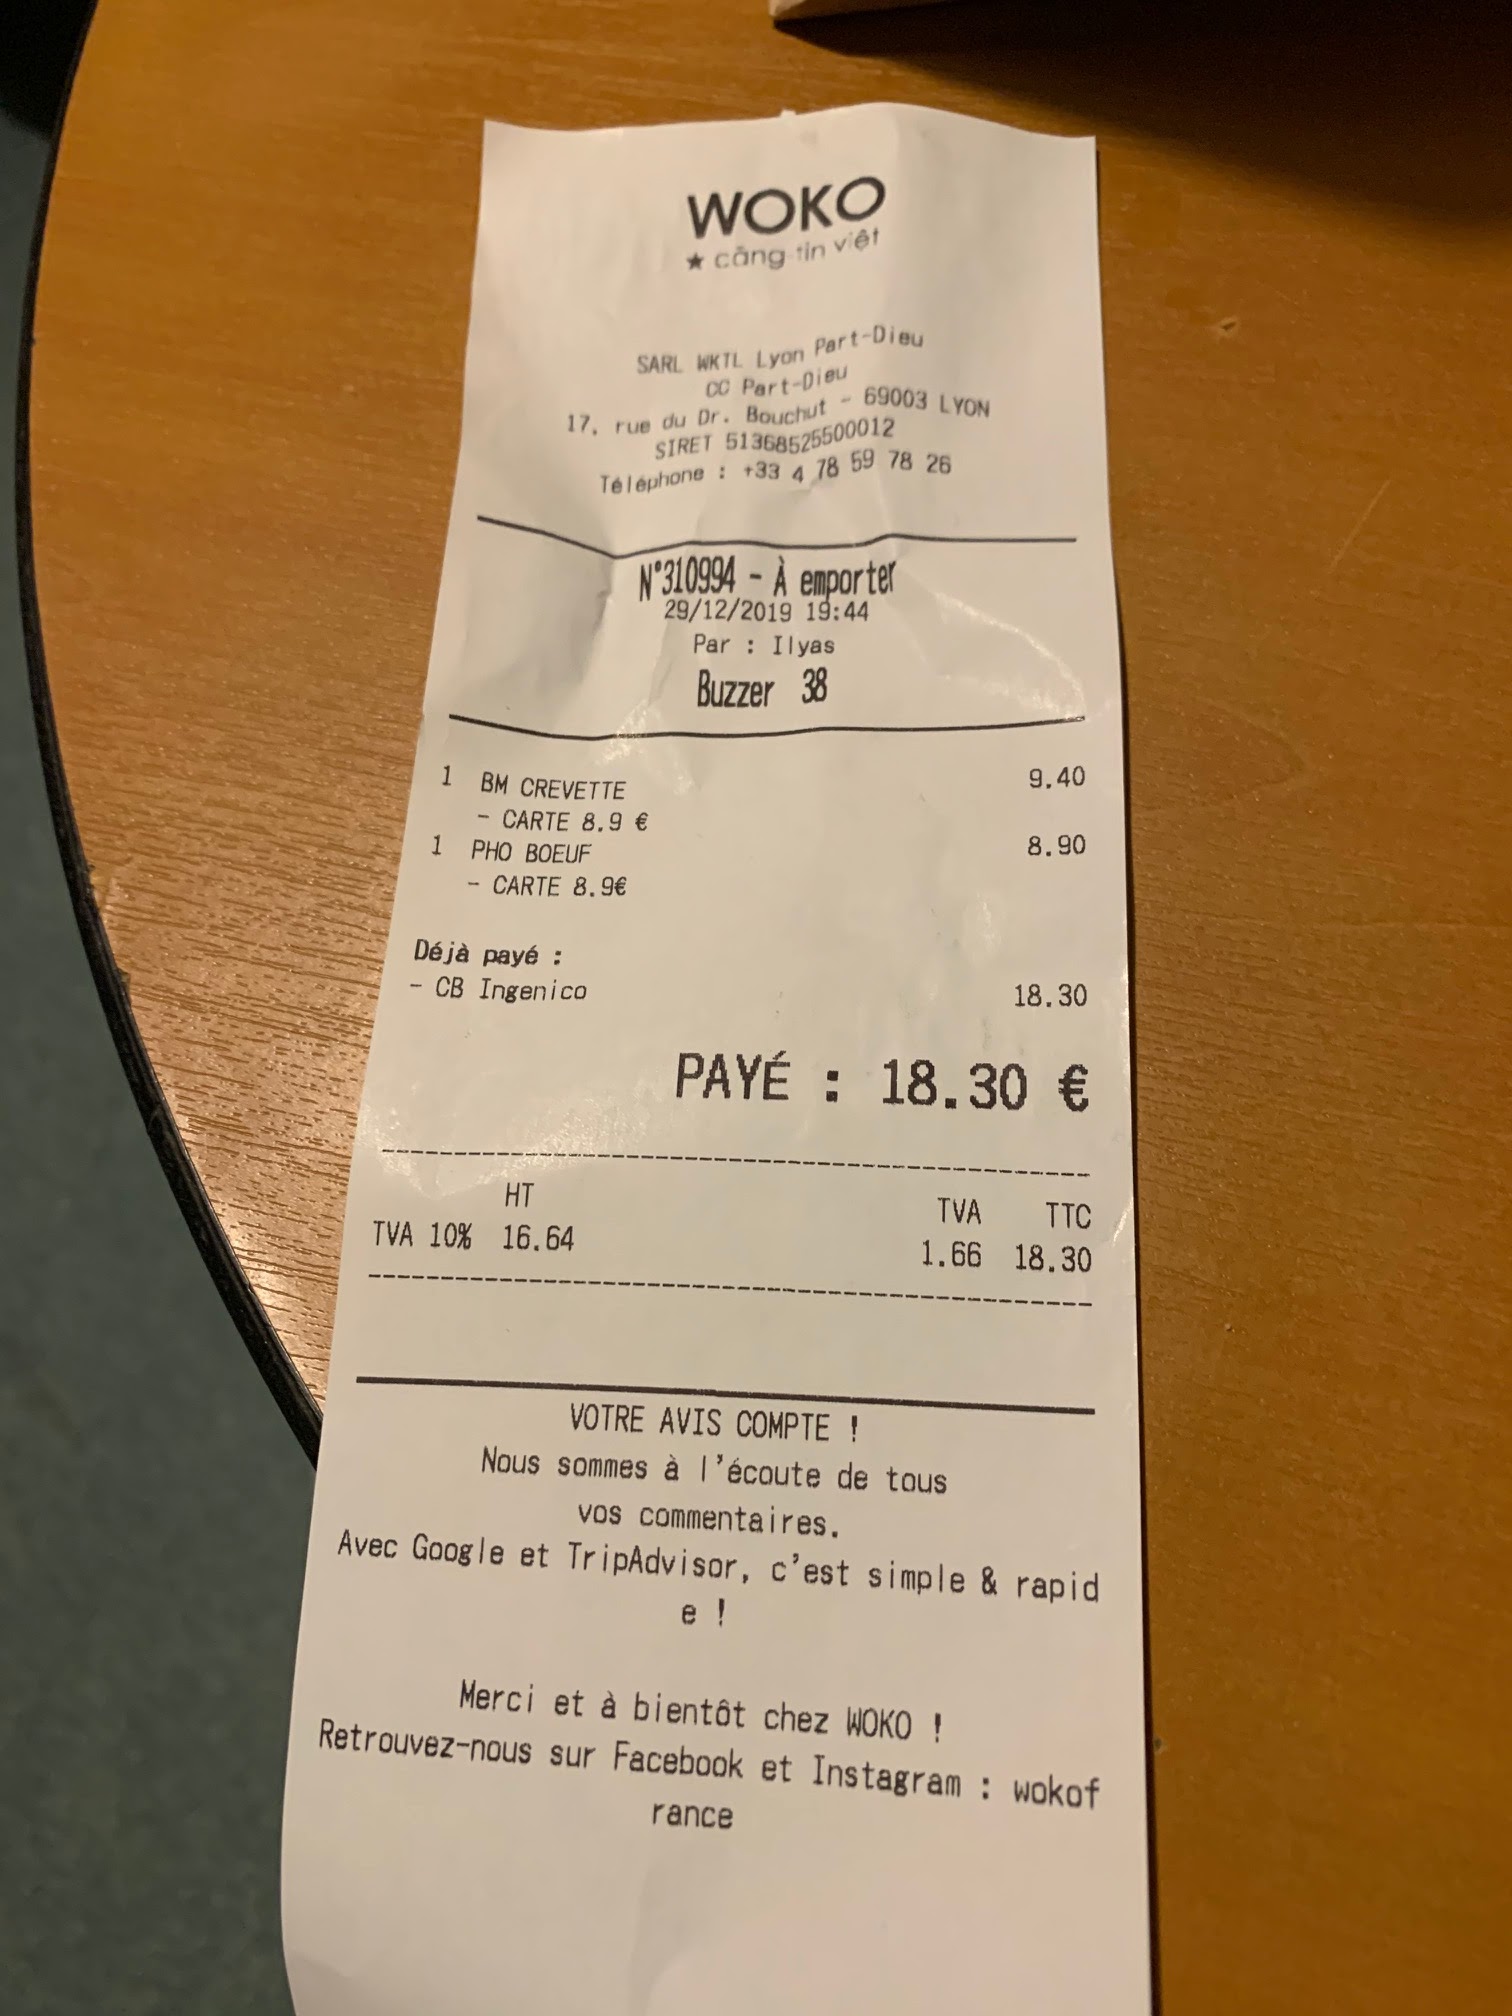 WOKO
★ căng-tin việt
SARL WKTL Lyon Part-Dieu
CC Part-Dieu
17, rue du Dr. Bouchut - 69003 LYON
SIRET 51368525500012
Téléphone : +33 4 78 59 78 26
N°310994 - À emporter
29/12/2019 19:44
Par : Ilyas
Buzzer 38
1 BM CREVETTE 9.40
- CARTE 8.9 €
1 PHO BOEUF 8.90
- CARTE 8.9€
Déjà payé :
- CB Ingenico 18.30
PAYÉ : 18.30 €
HT TVA TTC
TVA 10% 16.64 1.66 18.30
VOTRE AVIS COMPTE !
Nous sommes à l'écoute de tous
vos commentaires.
Avec Google et TripAdvisor, c'est simple & rapid
e !
Merci et à bientôt chez WOKO !
Retrouvez-nous sur Facebook et Instagram : wokof
rance